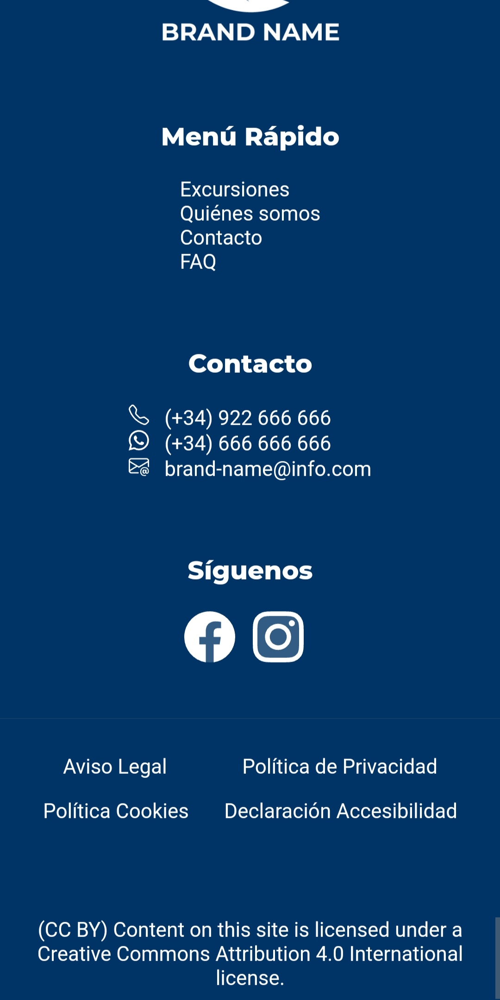 BRAND NAME
Menú Rápido
Excursiones
Quiénes somos
Contacto
FAQ
Contacto
(+34) 922 666 666
(+34) 666 666 666
brand-name@info.com
Síguenos
Aviso Legal
Política de Privacidad
Política Cookies
Declaración Accesibilidad
(CC BY) Content on this site is licensed under a
Creative Commons Attribution 4.0 International
license.